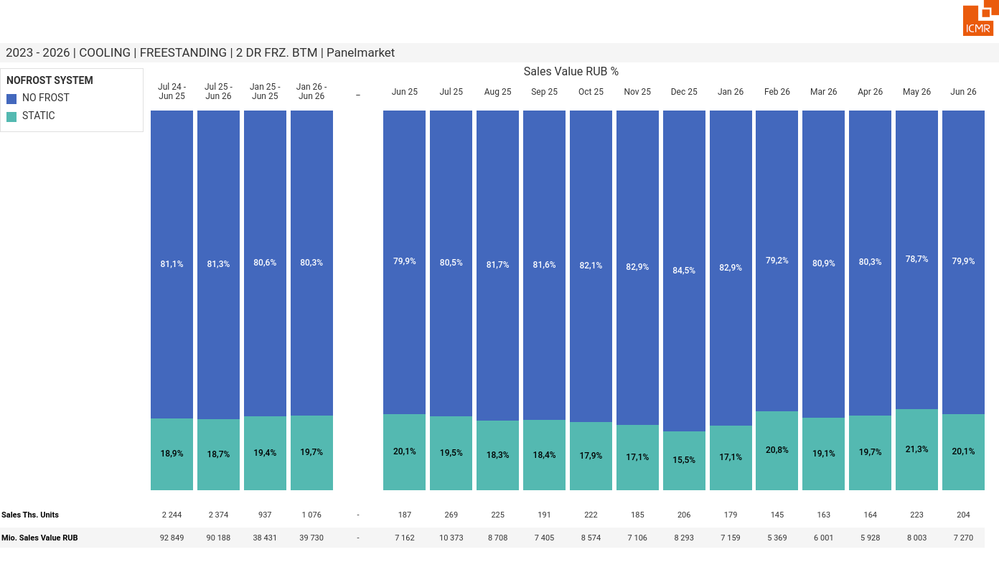 ICMR
2023 - 2026 | COOLING | FREESTANDING | 2 DR FRZ. BTM | Panelmarket
NOFROST SYSTEM
NO FROST
STATIC
Sales Value RUB %
Jul 24 - Jun 25 Jul 25 - Jun 26 Jan 25 - Jun 25 Jan 26 - Jun 26 – Jun 25 Jul 25 Aug 25 Sep 25 Oct 25 Nov 25 Dec 25 Jan 26 Feb 26 Mar 26 Apr 26 May 26 Jun 26
81,1% 81,3% 80,6% 80,3% 79,9% 80,5% 81,7% 81,6% 82,1% 82,9% 84,5% 82,9% 79,2% 80,9% 80,3% 78,7% 79,9%
18,9% 18,7% 19,4% 19,7% 20,1% 19,5% 18,3% 18,4% 17,9% 17,1% 15,5% 17,1% 20,8% 19,1% 19,7% 21,3% 20,1%
Sales Ths. Units 2 244 2 374 937 1 076 - 187 269 225 191 222 185 206 179 145 163 164 223 204
Mio. Sales Value RUB 92 849 90 188 38 431 39 730 - 7 162 10 373 8 708 7 405 8 574 7 106 8 293 7 159 5 369 6 001 5 928 8 003 7 270